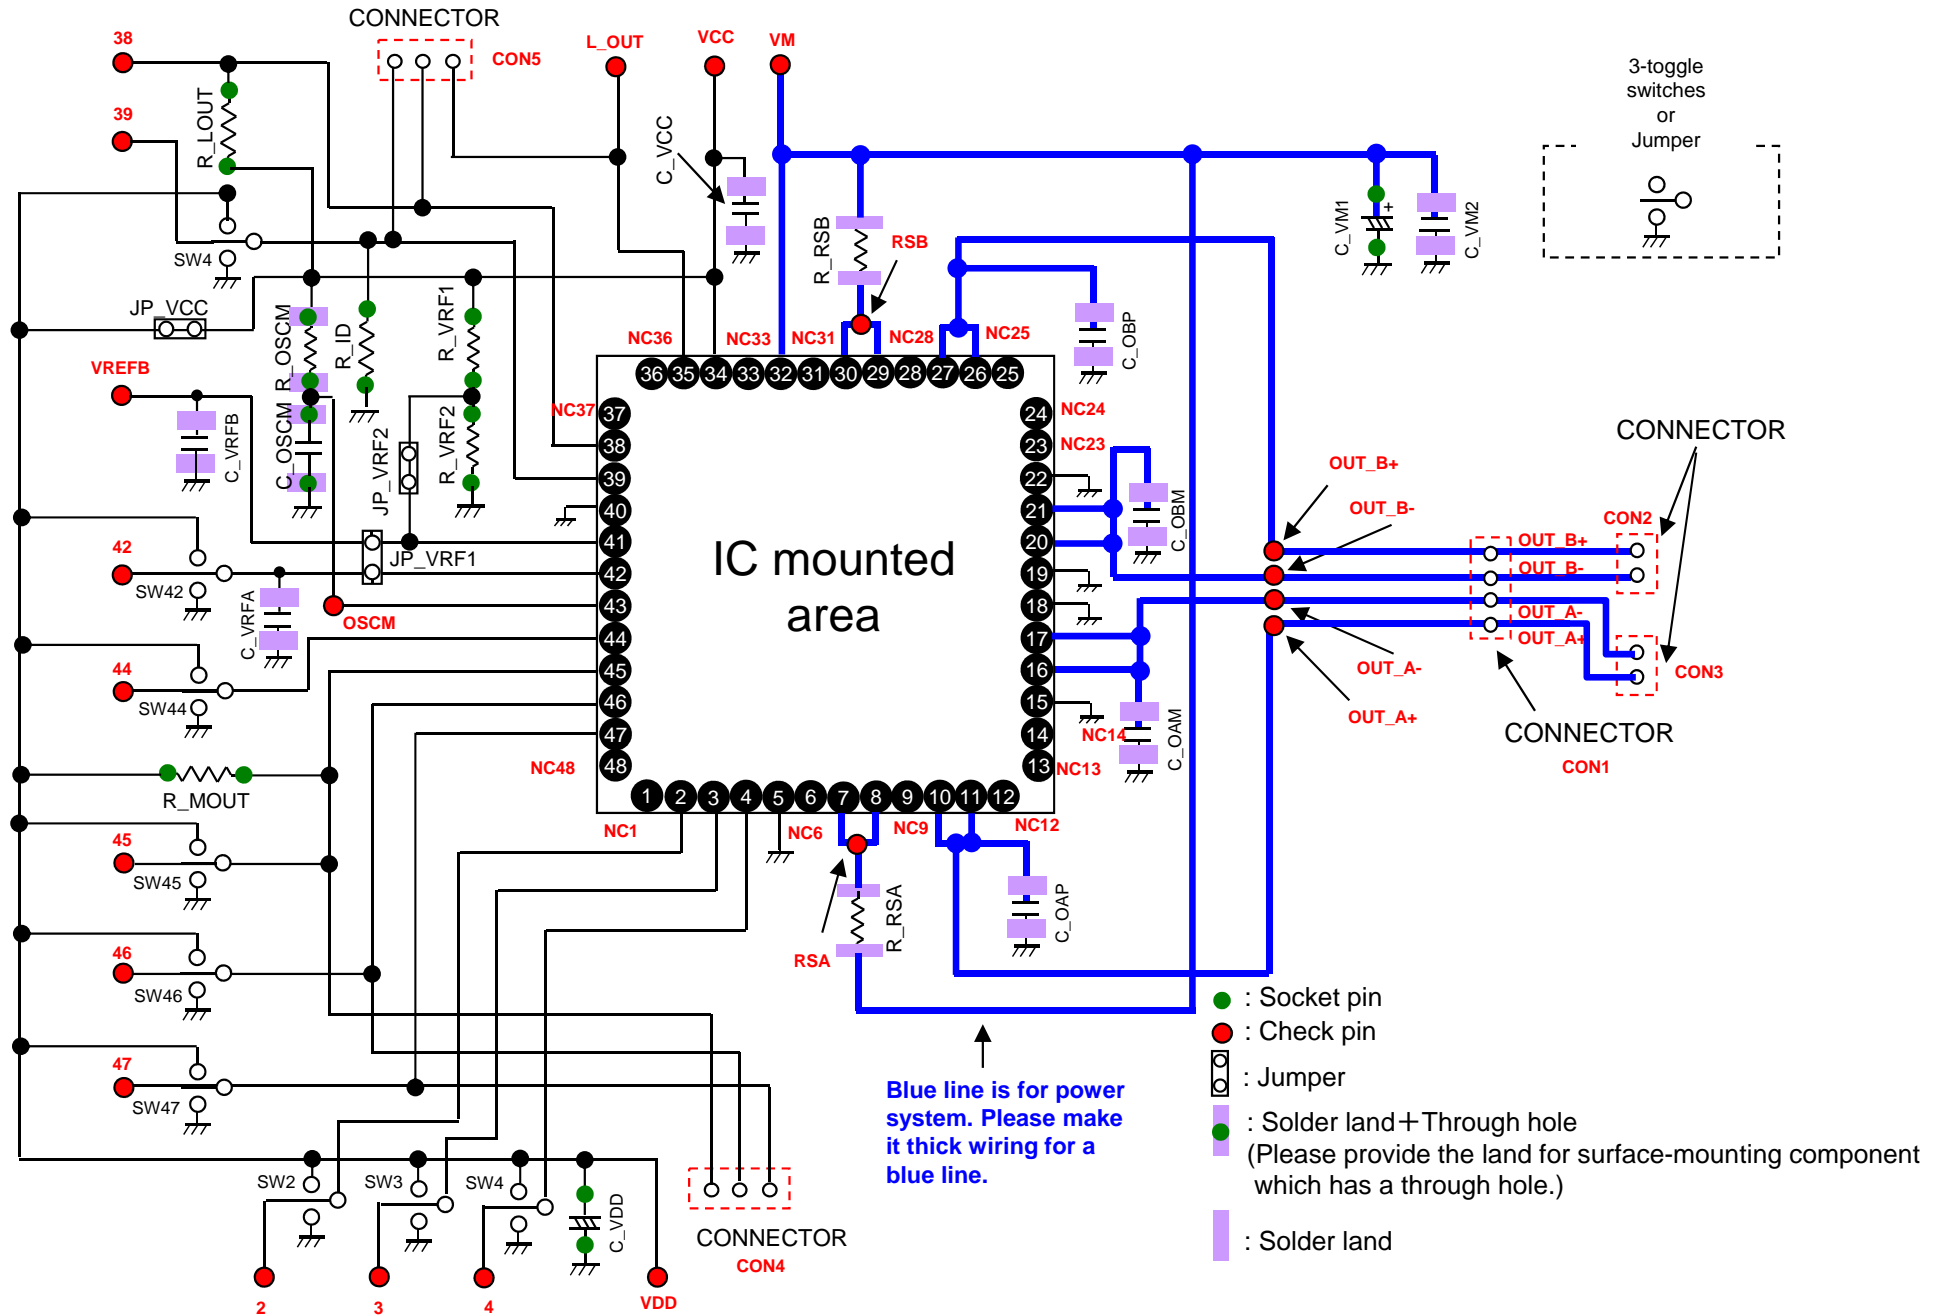 CONNECTOR
38
CON5
L_OUT
VCC
VM
3-toggle
switches
or
Jumper
39
R_LOUT
C_VCC
SW4
R_RSB
RSB
C_VM1
+
C_VM2
JP_VCC
R_OSCM
R_ID
R_VRF1
C_OBP
NC36
NC33
NC31
NC28
NC25
VREFB
36
35
34
33
32
31
30
29
28
27
26
25
NC37
37
24
NC24
C_VRFB
C_OSCM
JP_VRF2
R_VRF2
38
23
NC23
CONNECTOR
39
22
OUT_B+
40
21
C_OBM
OUT_B-
CON2
42
JP_VRF1
41
20
OUT_B+
IC mounted
area
OUT_B-
SW42
42
19
C_VRFA
OSCM
43
18
OUT_A-
44
17
OUT_A+
44
45
16
OUT_A-
CON3
SW44
46
15
C_OAM
OUT_A+
47
14
NC14
CONNECTOR
NC48
48
13
NC13
CON1
R_MOUT
1
2
3
4
5
6
7
8
9
10
11
12
NC1
NC6
NC9
NC12
45
SW45
R_RSA
C_OAP
46
RSA
SW46
: Socket pin
: Check pin
47
SW47
: Jumper
Blue line is for power
system. Please make
it thick wiring for a
blue line.
: Solder land＋Through hole
(Please provide the land for surface-mounting component
which has a through hole.)
SW2
SW3
SW4
C_VDD
CONNECTOR
CON4
: Solder land
2
3
4
VDD